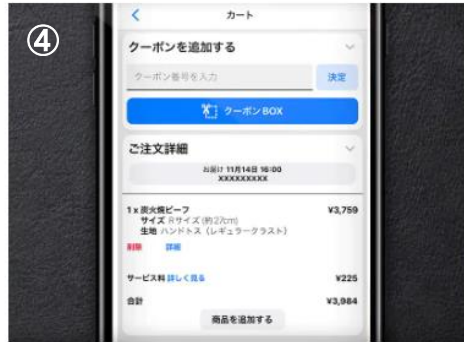 ④
カート
クーポンを追加する
クーポン番号を入力 決定
クーポンBOX
ご注文詳細
お届け 11月14日 16:00
XXXXXXXXX
1 x 炭火焼ビーフ ¥3,759
サイズ Rサイズ (約27cm)
生地 ハンドトス (レギュラークラスト)
削除 詳細
サービス料 詳しく見る ¥225
合計 ¥3,984
商品を追加する